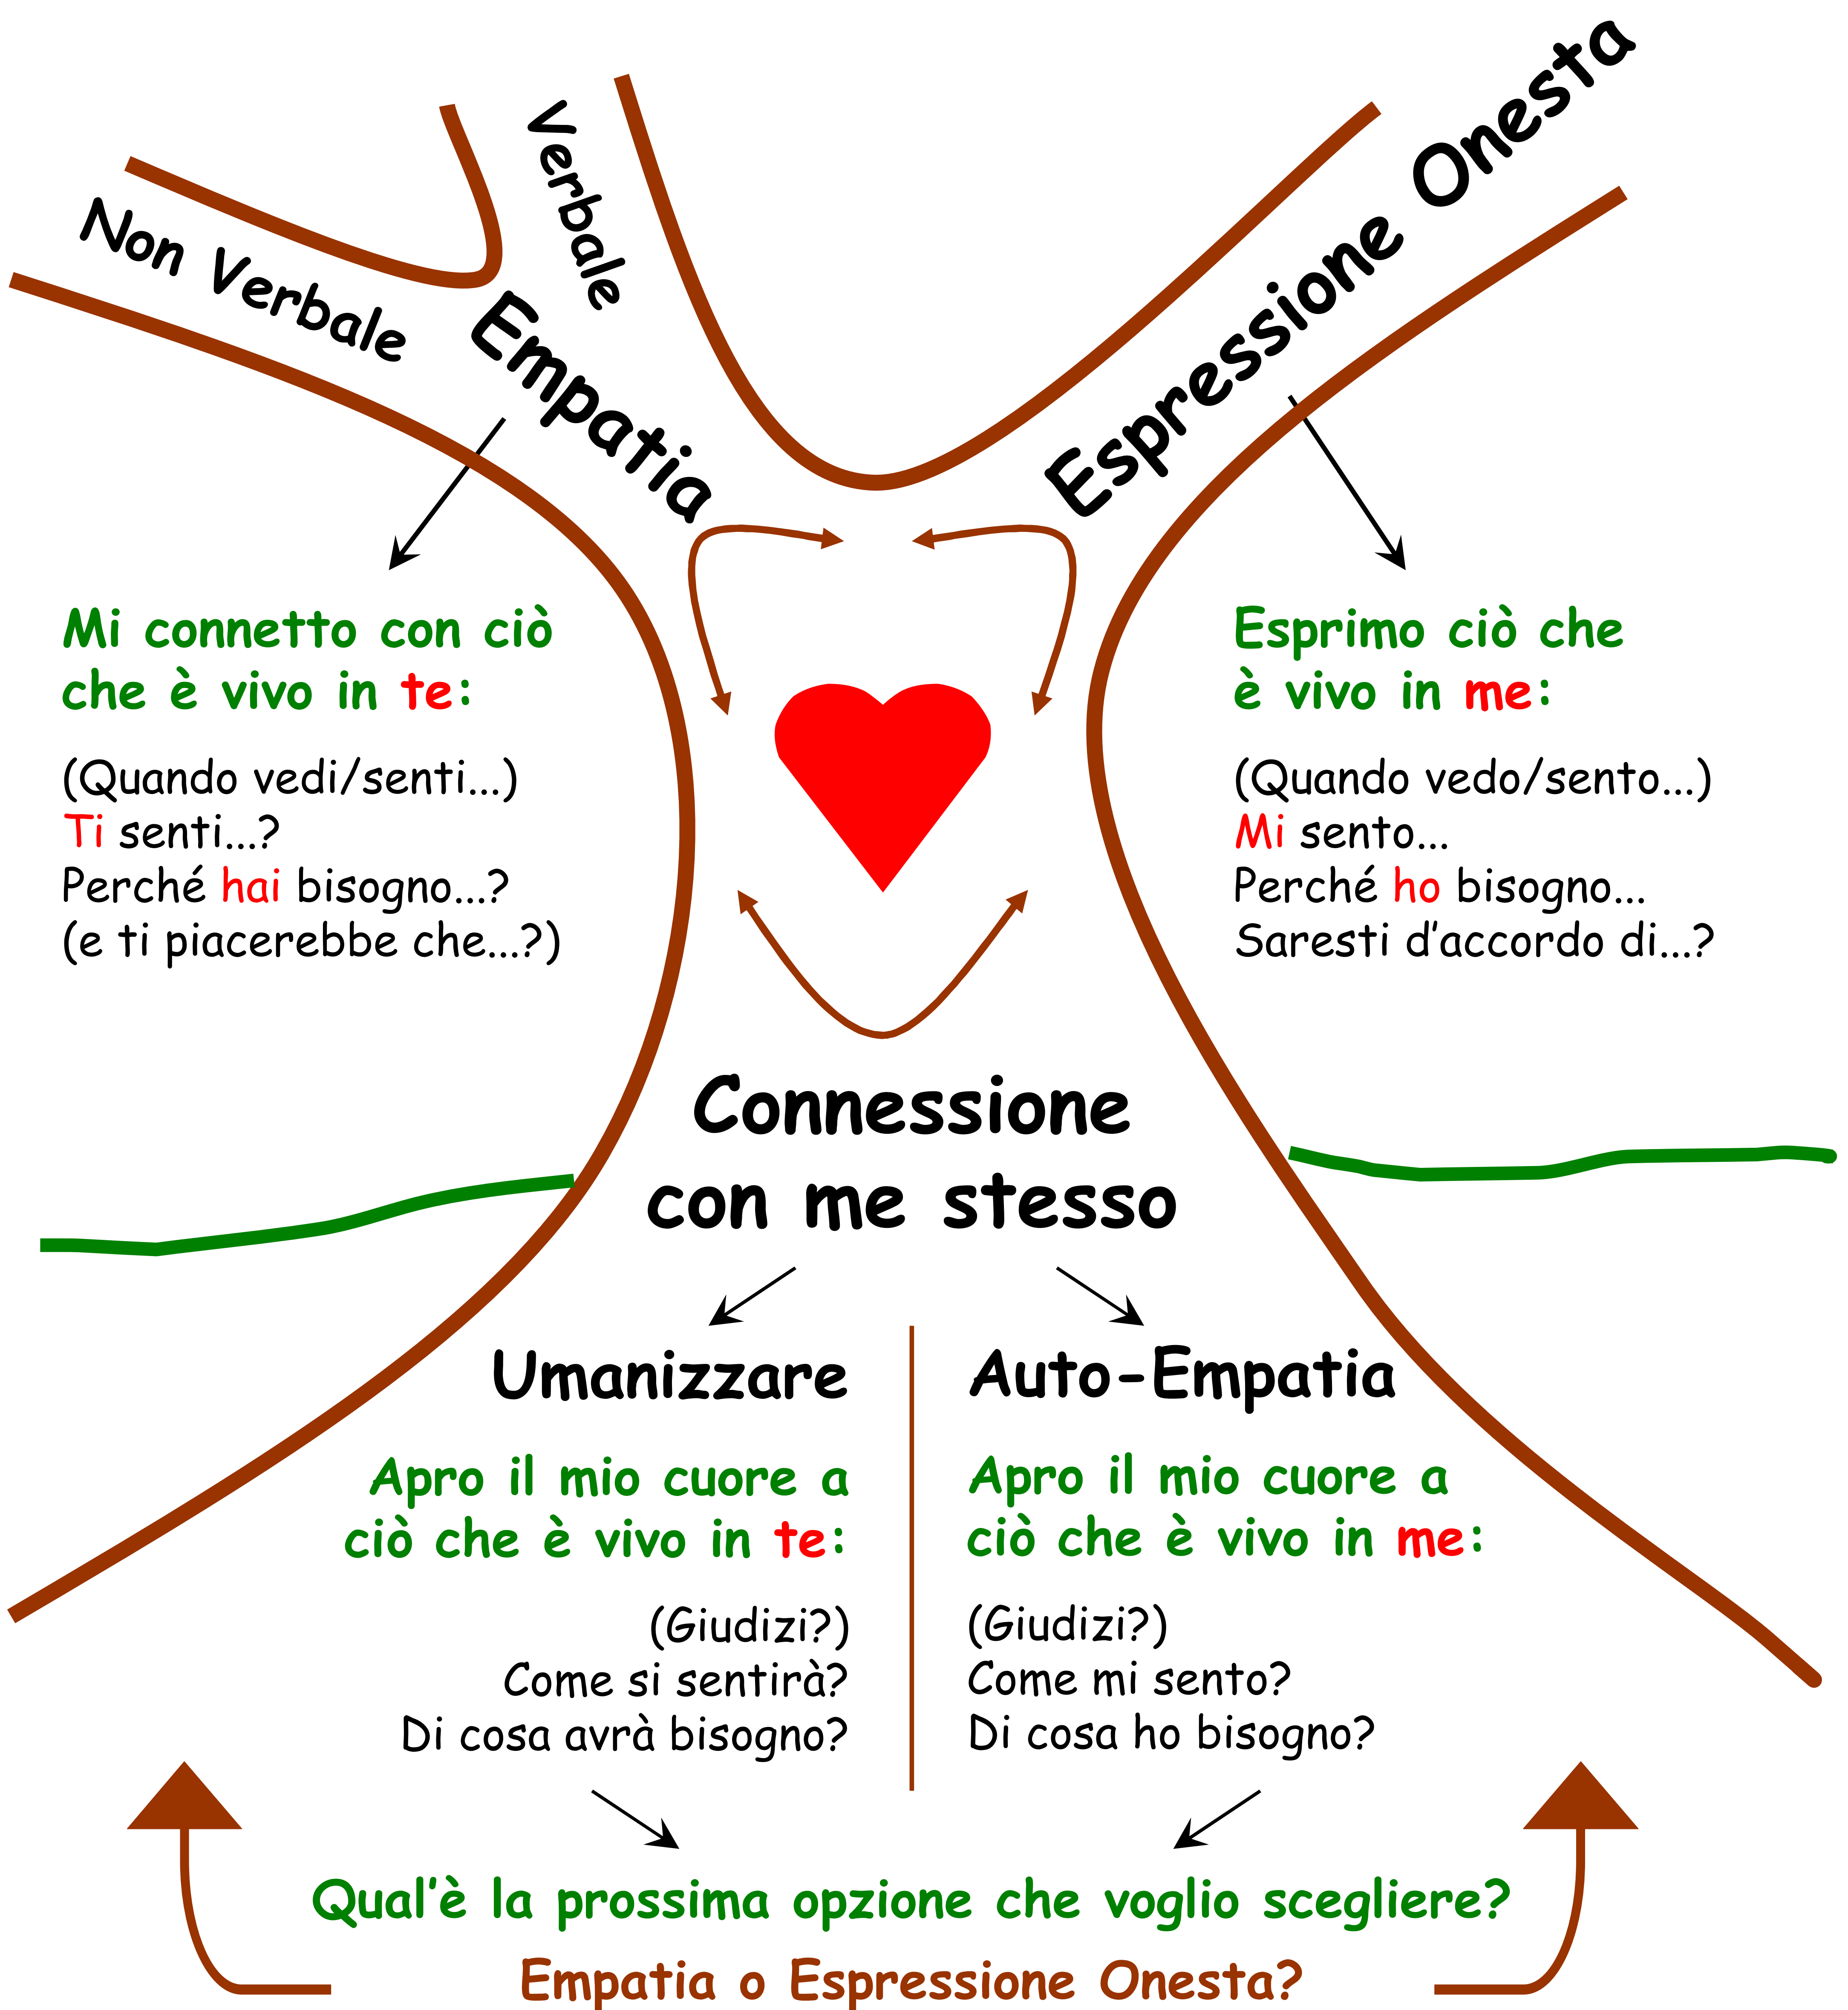 Non Verbale
Verbale
Empatia
Espressione Onesta
Mi connetto con ciò
che è vivo in te:
(Quando vedi/senti...)
Ti senti...?
Perché hai bisogno...?
(e ti piacerebbe che...?)
Esprimo ciò che
è vivo in me:
(Quando vedo/sento...)
Mi sento...
Perché ho bisogno...
Saresti d'accordo di...?
Connessione
con me stesso
Umanizzare
Apro il mio cuore a
ciò che è vivo in te:
(Giudizi?)
Come si sentirà?
Di cosa avrà bisogno?
Auto-Empatia
Apro il mio cuore a
ciò che è vivo in me:
(Giudizi?)
Come mi sento?
Di cosa ho bisogno?
Qual'è la prossima opzione che voglio scegliere?
Empatia o Espressione Onesta?